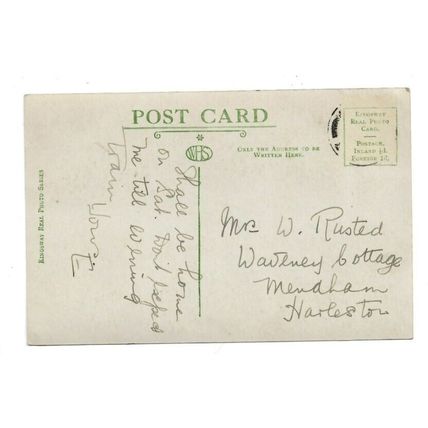 POST CARD
KINGSWAY
REAL PHOTO
CARD.
POSTAGE.
INLAND ½d.
FOREIGN 1d.
WHS
ONLY THE ADDRESS TO BE
WRITTEN HERE.
KINGSWAY REAL PHOTO SERIES
Shall be home
on Sat. Don't expect
me till evening
train Yours
E
Mrs W. Rusted
Waveney Cottage
Mendham
Harleston